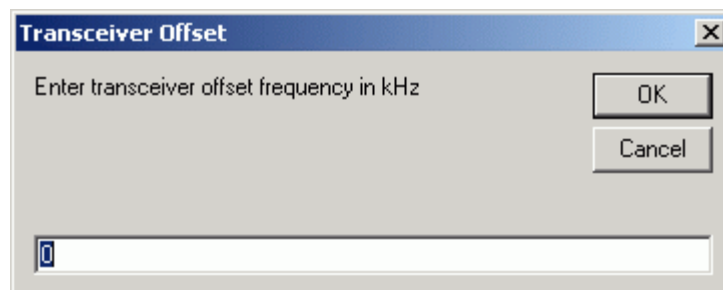 Transceiver Offset
Enter transceiver offset frequency in kHz
OK
Cancel
0